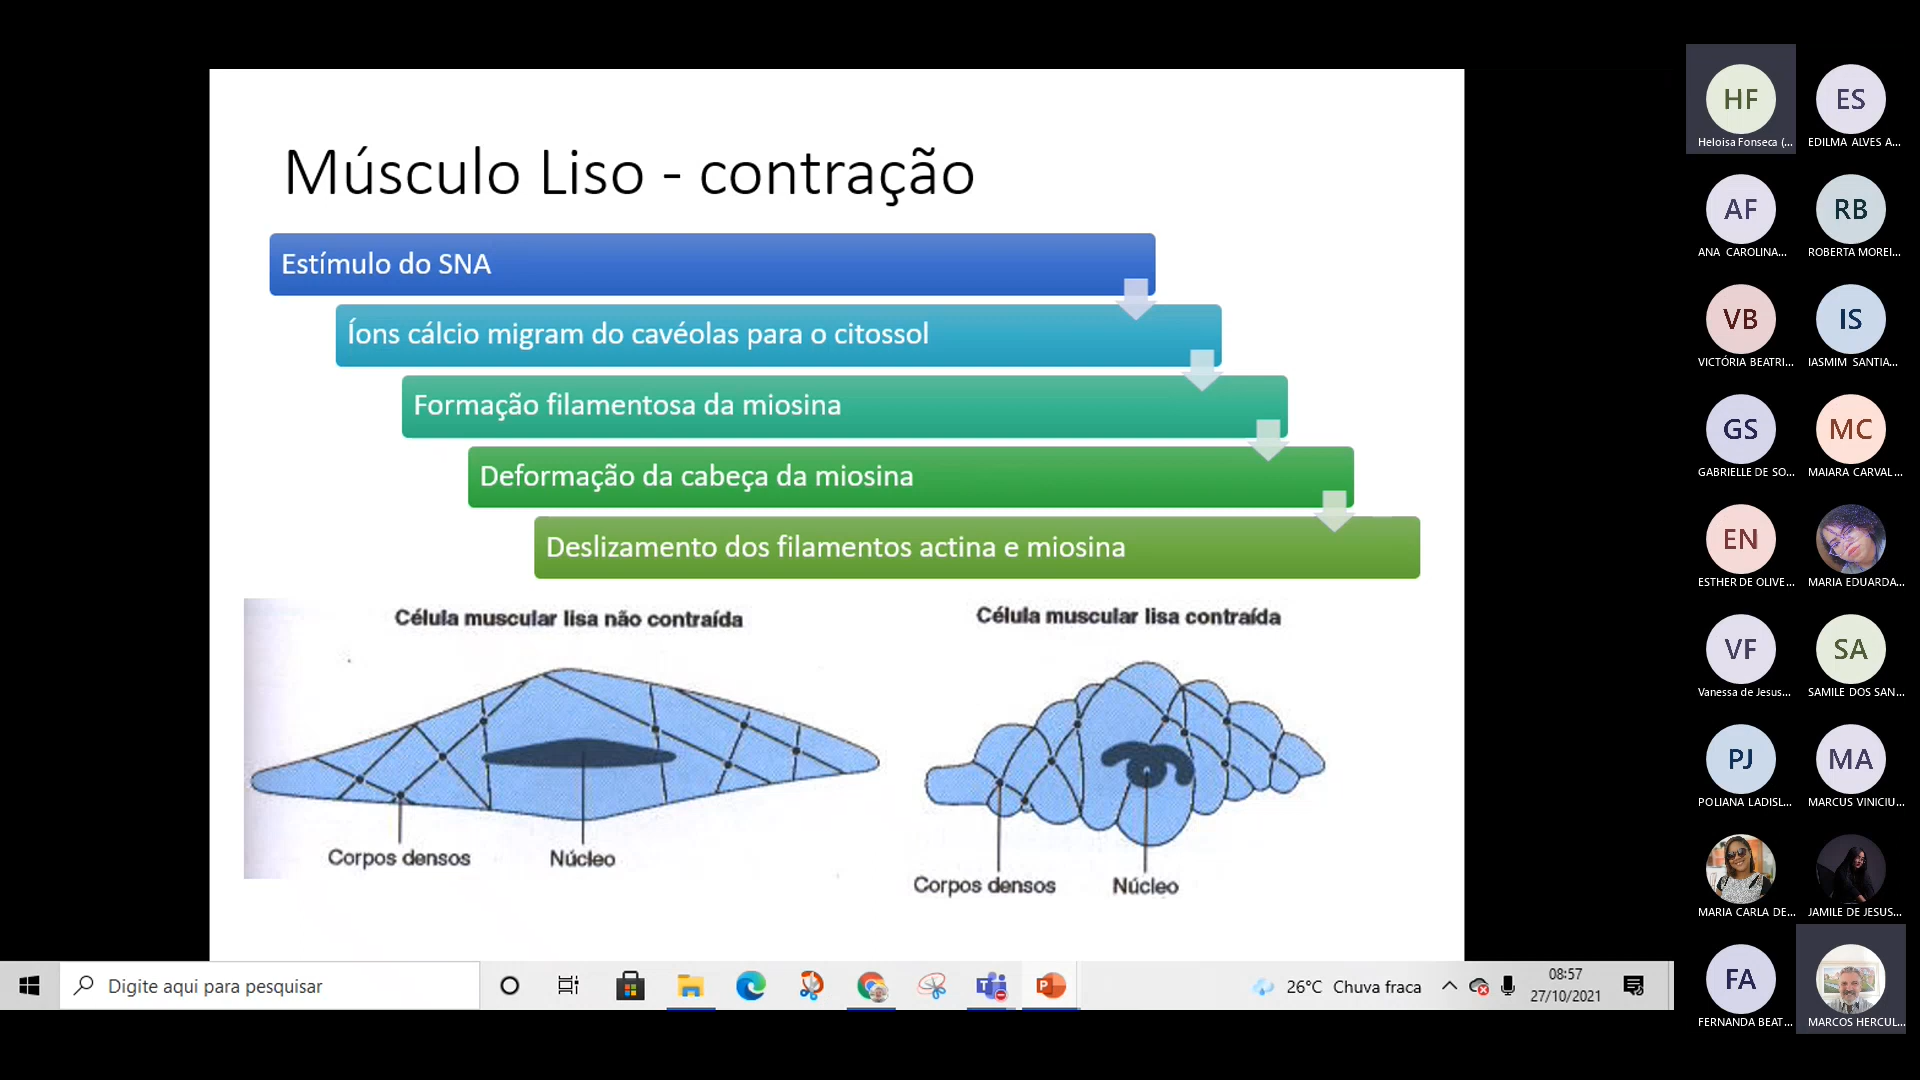 Músculo Liso - contração
Estímulo do SNA
Íons cálcio migram do cavéolas para o citossol
Formação filamentosa da miosina
Deformação da cabeça da miosina
Deslizamento dos filamentos actina e miosina
Célula muscular lisa não contraída
Célula muscular lisa contraída
Corpos densos
Núcleo
Corpos densos
Núcleo
Digite aqui para pesquisar
26°C Chuva fraca
08:57
27/10/2021
HF
Heloisa Fonseca (...
ES
EDILMA ALVES A...
AF
ANA CAROLINA...
RB
ROBERTA MOREI...
VB
VICTÓRIA BEATRI...
IS
IASMIM SANTIA...
GS
GABRIELLE DE SO...
MC
MAIARA CARVAL...
EN
ESTHER DE OLIVE...
MARIA EDUARDA...
VF
Vanessa de Jesus...
SA
SAMILE DOS SAN...
PJ
POLIANA LADISL...
MA
MARCUS VINICIU...
MARIA CARLA DE...
JAMILE DE JESUS...
FA
FERNANDA BEAT...
MARCOS HERCUL...